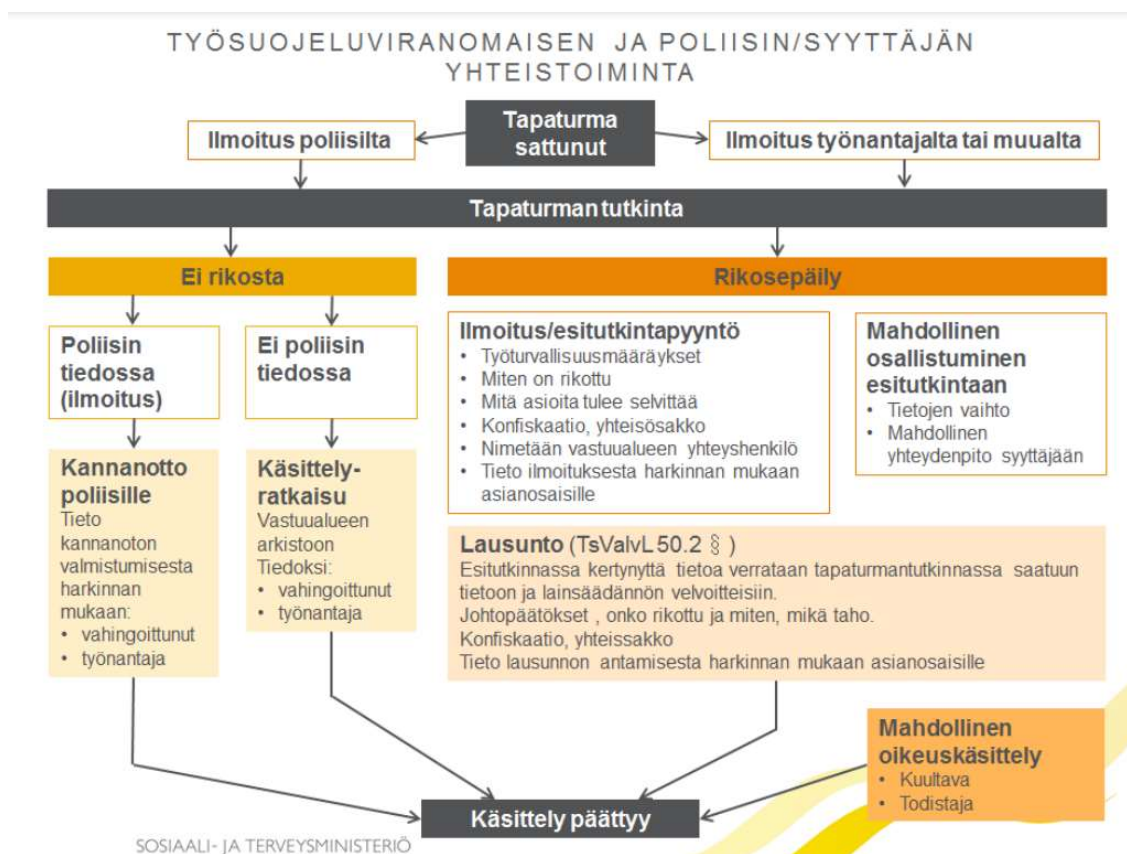 TYÖSUOJELUVIRANOMAISEN JA POLIISIN/SYYTTÄJÄN
YHTEISTOIMINTA
Tapaturma
sattunut
Ilmoitus poliisilta
Ilmoitus työnantajalta tai muualta
Tapaturman tutkinta
Ei rikosta
Rikosepäily
Poliisin
tiedossa
(ilmoitus)
Ei poliisin
tiedossa
Kannanotto
poliisille
Tieto
kannanoton
valmistumisesta
harkinnan
mukaan:
• vahingoittunut
• työnantaja
Käsittely-
ratkaisu
Vastuualueen
arkistoon
Tiedoksi:
• vahingoittunut
• työnantaja
Ilmoitus/esitutkintapyyntö
• Työturvallisuusmääräykset
• Miten on rikottu
• Mitä asioita tulee selvittää
• Konfiskaatio, yhteisösakko
• Nimetään vastuualueen yhteyshenkilö
• Tieto ilmoituksesta harkinnan mukaan
asianosaisille
Mahdollinen
osallistuminen
esitutkintaan
• Tietojen vaihto
• Mahdollinen
yhteydenpito syyttäjään
Lausunto (TsValvL 50.2 § )
Esitutkinnassa kertynyttä tietoa verrataan tapaturmantutkinnassa saatuun
tietoon ja lainsäädännön velvoitteisiin.
Johtopäätökset , onko rikottu ja miten, mikä taho.
Konfiskaatio, yhteissakko
Tieto lausunnon antamisesta harkinnan mukaan asianosaisille
Mahdollinen
oikeuskäsittely
• Kuultava
• Todistaja
Käsittely päättyy
SOSIAALI- JA TERVEYSMINISTERIÖ